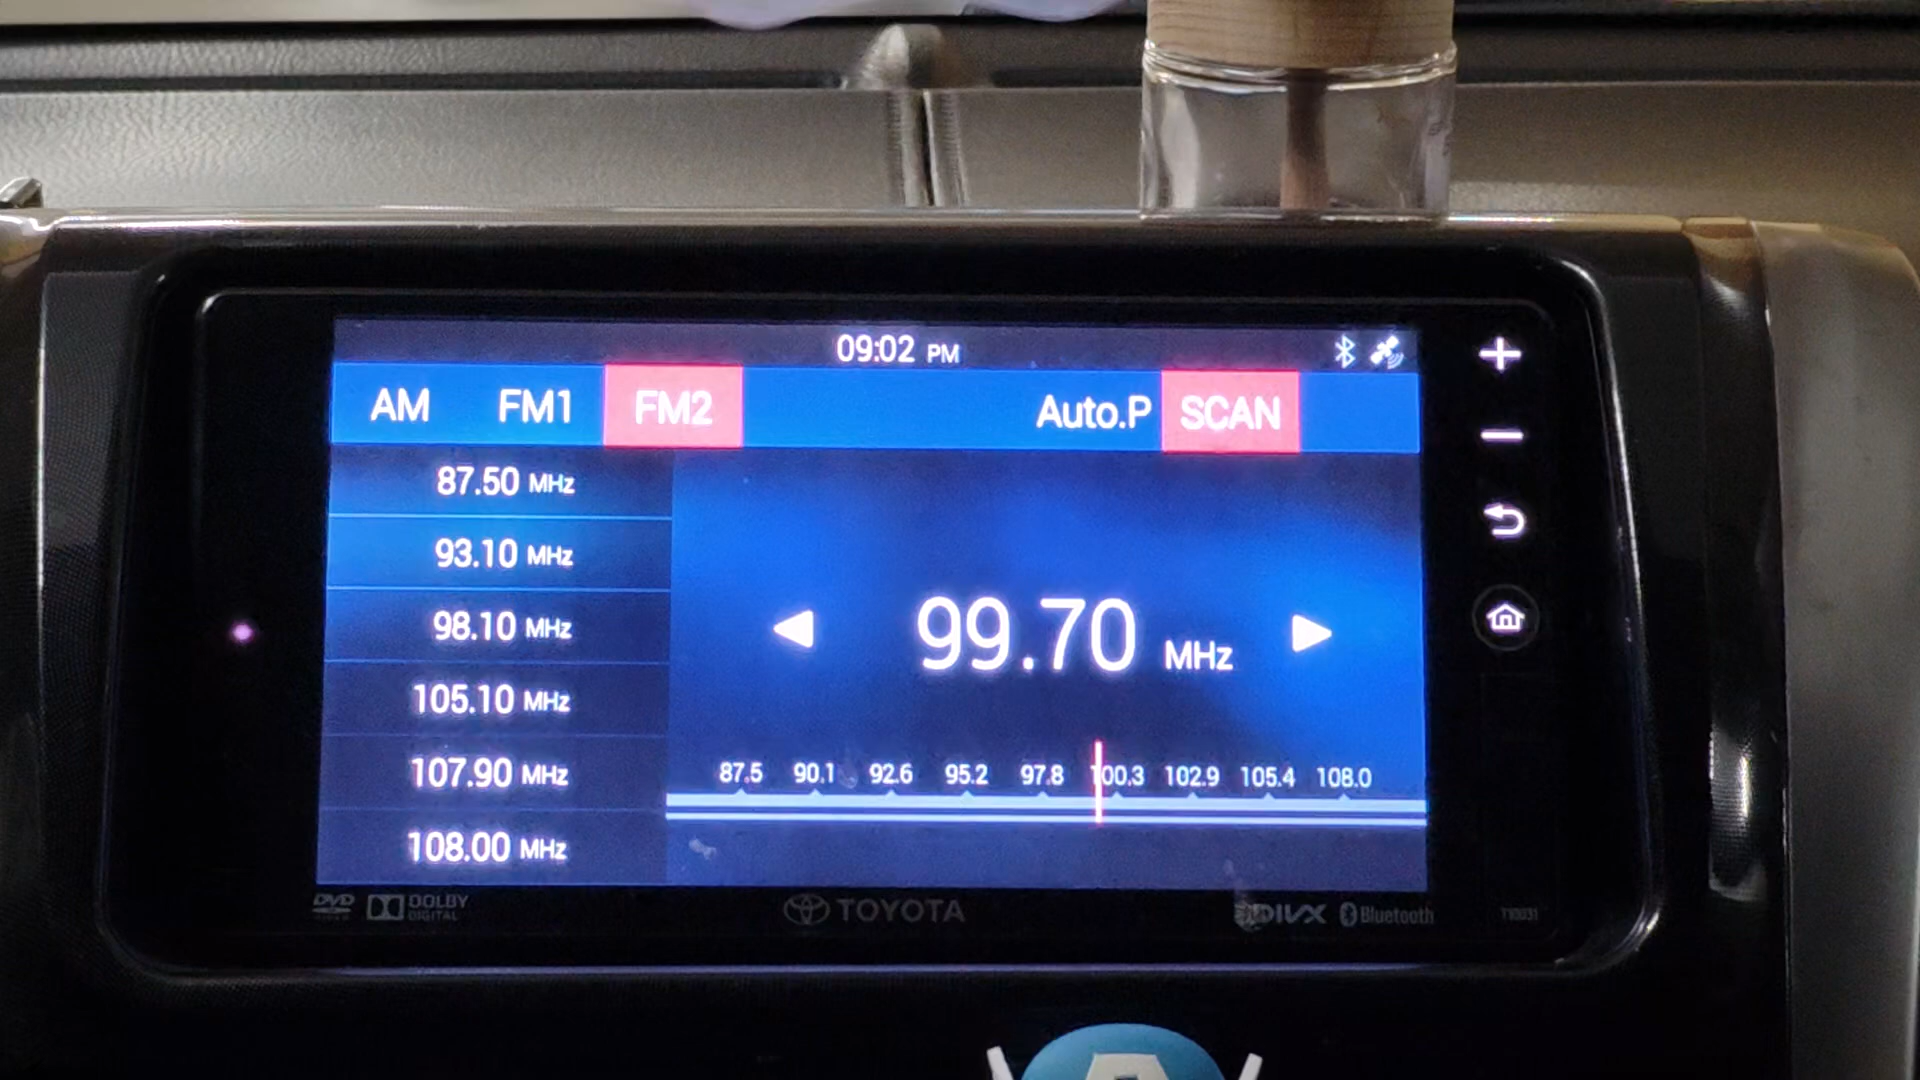 09:02 PM
AM FM1 FM2 Auto.P SCAN
87.50 MHz
93.10 MHz
98.10 MHz
105.10 MHz
107.90 MHz
108.00 MHz
99.70 MHz
87.5 90.1 92.6 95.2 97.8 100.3 102.9 105.4 108.0
DVD DOLBY DIGITAL TOYOTA DIVX Bluetooth